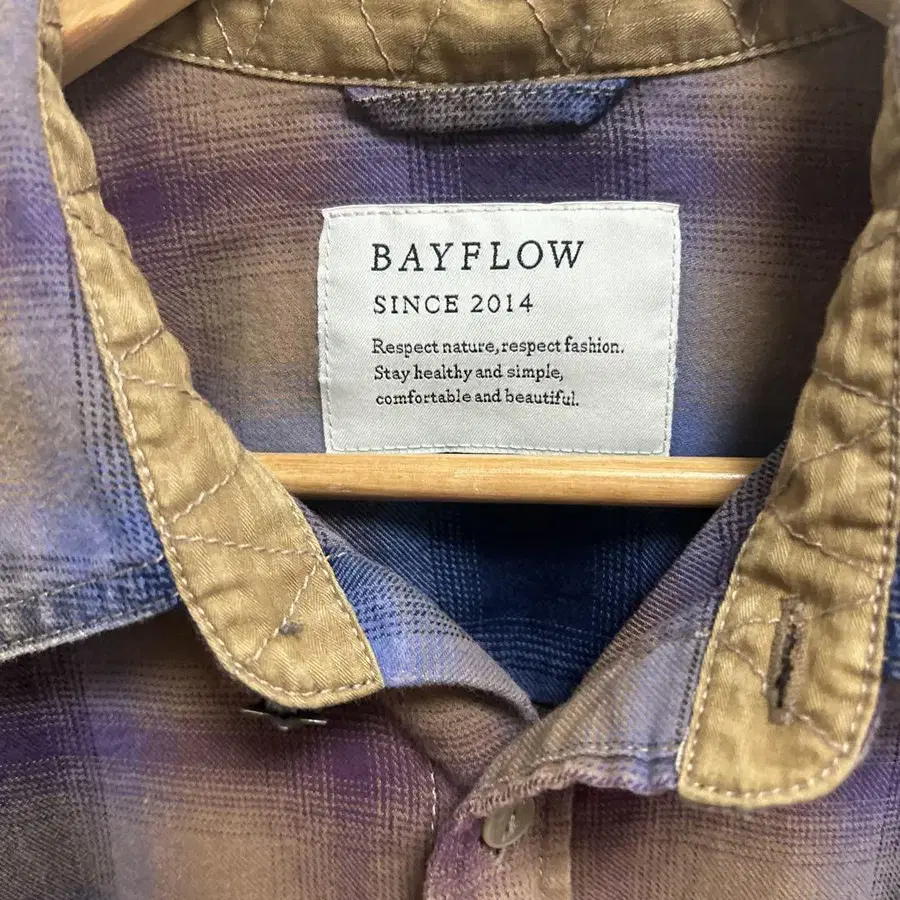 BAYFLOW
SINCE 2014
Respect nature, respect fashion.
Stay healthy and simple,
comfortable and beautiful.